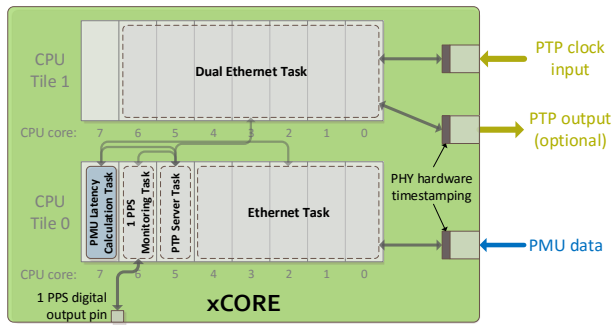 CPU
Tile 1
Dual Ethernet Task
PTP clock
input
CPU core: 7 6 5 4 3 2 1 0
PTP output
(optional)
CPU
Tile 0
PMU Latency
Calculation Task
1 PPS
Monitoring Task
PTP Server Task
Ethernet Task
PHY hardware
timestamping
PMU data
CPU core: 7 6 5 4 3 2 1 0
1 PPS digital
output pin
xCORE